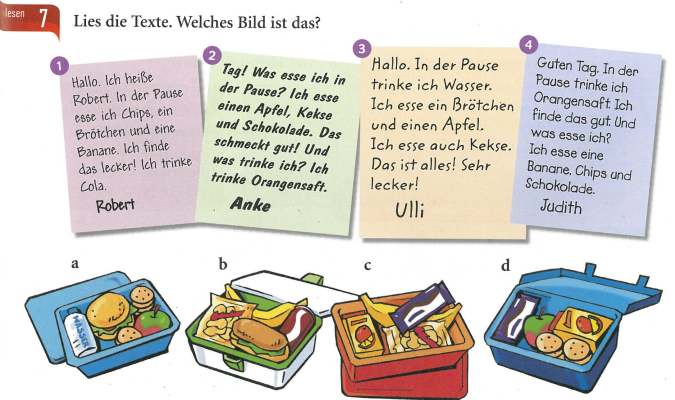 lesen 7 Lies die Texte. Welches Bild ist das?
1
Hallo. Ich heiße
Robert. In der Pause
esse ich Chips, ein
Brötchen und eine
Banane. Ich finde
das lecker! Ich trinke
Cola.
Robert
2
Tag! Was esse ich in
der Pause? Ich esse
einen Apfel, Kekse
und Schokolade. Das
schmeckt gut! Und
was trinke ich? Ich
trinke Orangensaft.
Anke
3
Hallo. In der Pause
trinke ich Wasser.
Ich esse ein Brötchen
und einen Apfel.
Ich esse auch Kekse.
Das ist alles! Sehr
lecker!
Ulli
4
Guten Tag. In der
Pause trinke ich
Orangensaft. Ich
finde das gut. Und
was esse ich?
Ich esse eine
Banane, Chips und
Schokolade.
Judith
a b c d
WASSER